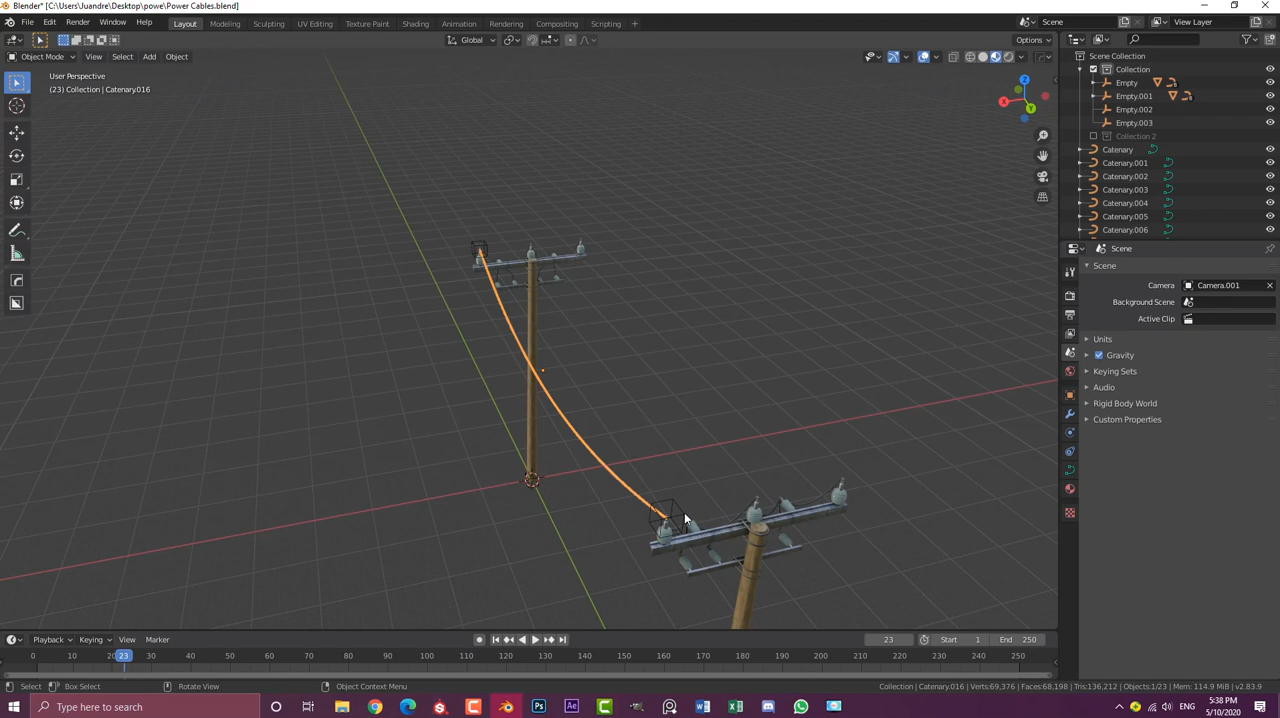 Blender* [C:\Users\Juandre\Desktop\powe\Power Cables.blend]
File Edit Render Window Help
Layout Modeling Sculpting UV Editing Texture Paint Shading Animation Compositing Rendering Scripting +
Scene View Layer
Global Options
Object Mode View Select Add Object
User Perspective
(23) Collection | Catenary.016
Z
X
Y
Scene Collection
Collection
Empty
Empty.001
Empty.002
Empty.003
Collection 2
Catenary
Catenary.001
Catenary.002
Catenary.003
Catenary.004
Catenary.005
Catenary.006
Scene
Scene
Camera Camera.001
Background Scene
Active Clip
Units
Gravity
Keying Sets
Audio
Rigid Body World
Custom Properties
Playback Keying View Marker 23 Start 1 End 250
0 10 20 23 30 40 50 60 70 80 90 100 110 120 130 140 150 160 170 180 190 200 210 220 230 240 250
Select Box Select Rotate View Object Context Menu Collection | Catenary.016 | Verts:69,376 | Faces:68,198 | Tris:136,212 | Objects:1/23 | Mem: 114.9 MiB | v2.83.9
Type here to search ENG 5:38 PM
5/10/2020